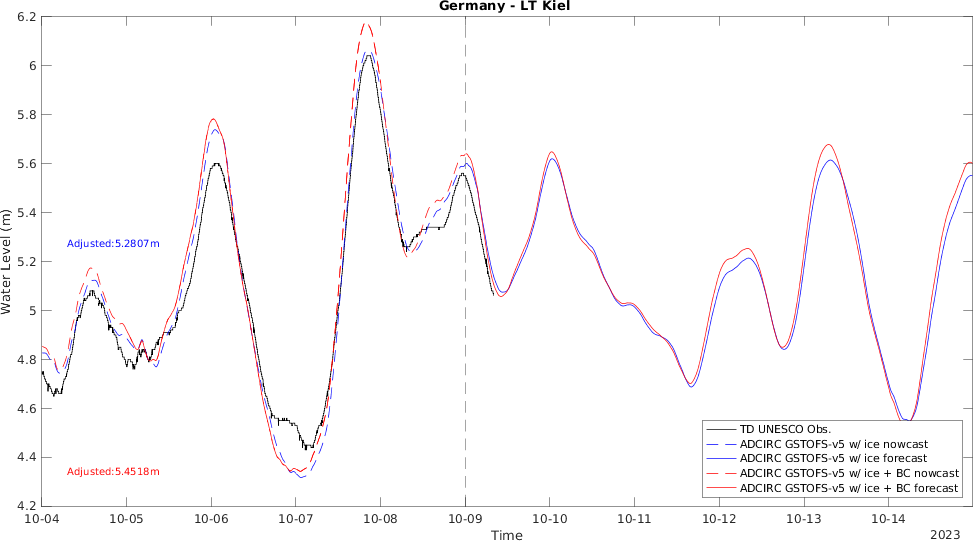 Germany - LT Kiel
6.2
6
5.8
5.6
5.4
5.2
5
4.8
4.6
4.4
4.2
Water Level (m)
Adjusted:5.2807m
Adjusted:5.4518m
TD UNESCO Obs.
ADCIRC GSTOFS-v5 w/ ice nowcast
ADCIRC GSTOFS-v5 w/ ice forecast
ADCIRC GSTOFS-v5 w/ ice + BC nowcast
ADCIRC GSTOFS-v5 w/ ice + BC forecast
10-04 10-05 10-06 10-07 10-08 10-09 10-10 10-11 10-12 10-13 10-14
Time
2023